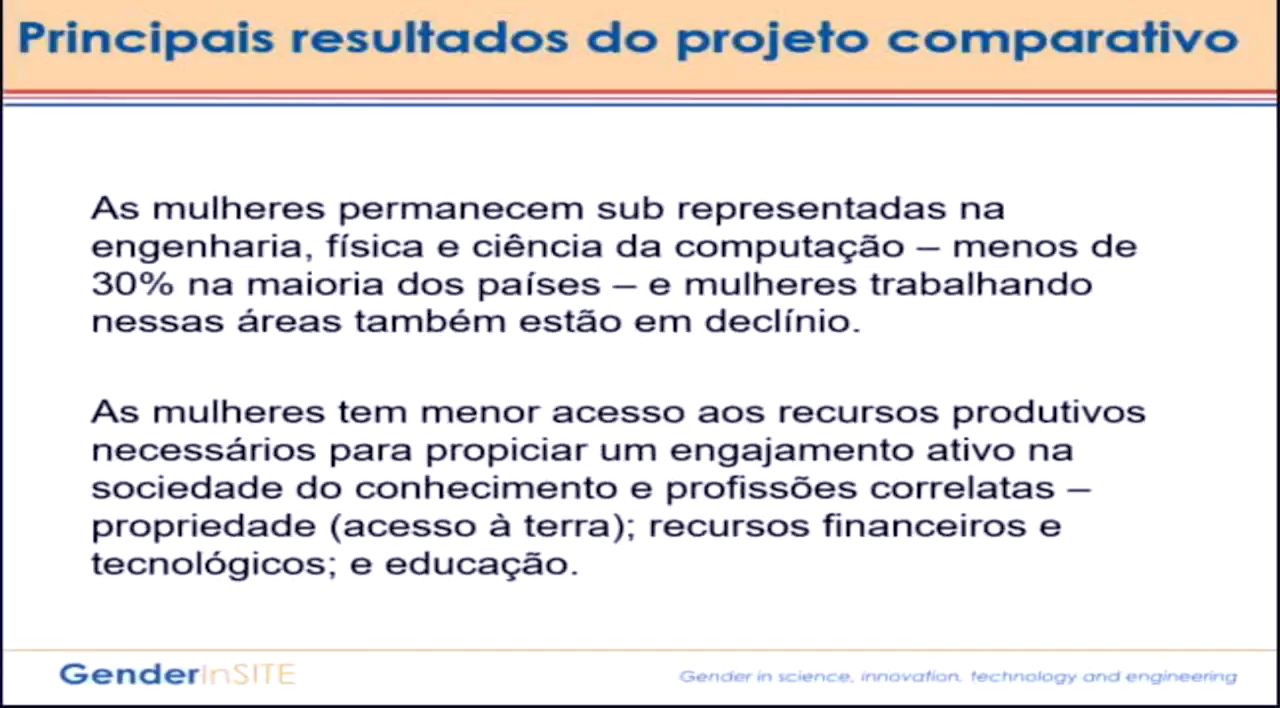 Principais resultados do projeto comparativo
As mulheres permanecem sub representadas na
engenharia, física e ciência da computação – menos de
30% na maioria dos países – e mulheres trabalhando
nessas áreas também estão em declínio.
As mulheres tem menor acesso aos recursos produtivos
necessários para propiciar um engajamento ativo na
sociedade do conhecimento e profissões correlatas –
propriedade (acesso à terra); recursos financeiros e
tecnológicos; e educação.
GenderInSITE
Gender in science, innovation, technology and engineering